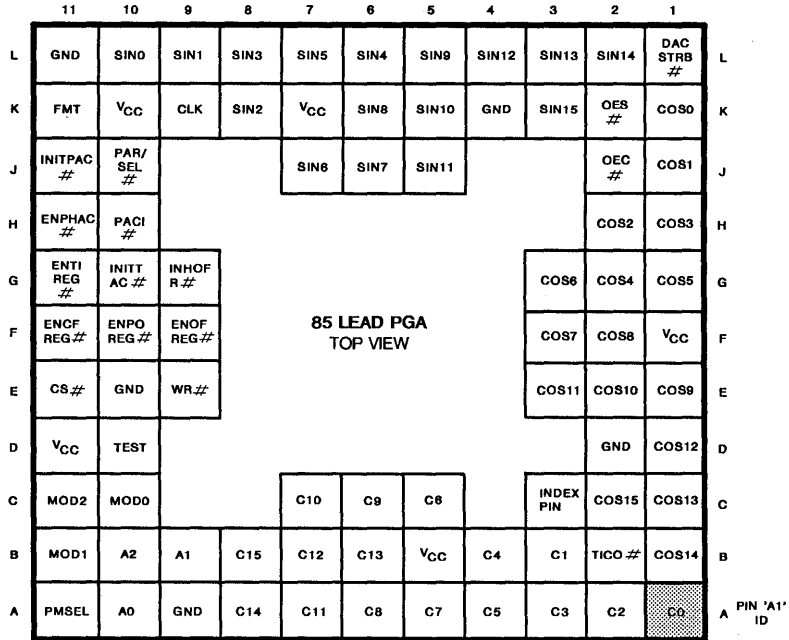 11 10 9 8 7 6 5 4 3 2 1
L GND SIN0 SIN1 SIN3 SIN5 SIN4 SIN9 SIN12 SIN13 SIN14 DAC STRB # L
K FMT VCC CLK SIN2 VCC SIN8 SIN10 GND SIN15 OES # COS0 K
J INITPAC # PAR/ SEL # SIN6 SIN7 SIN11 OEC # COS1 J
H ENPHAC # PACI # COS2 COS3 H
G ENTI REG # INITT AC # INHOF R# COS6 COS4 COS5 G
F ENCF REG# ENPO REG# ENOF REG# COS7 COS8 VCC F
85 LEAD PGA
TOP VIEW
E CS# GND WR# COS11 COS10 COS9 E
D VCC TEST GND COS12 D
C MOD2 MOD0 C10 C9 C6 INDEX PIN COS15 COS13 C
B MOD1 A2 A1 C15 C12 C13 VCC C4 C1 TICO# COS14 B
A PMSEL A0 GND C14 C11 C8 C7 C5 C3 C2 C0 A
PIN 'A1'
ID